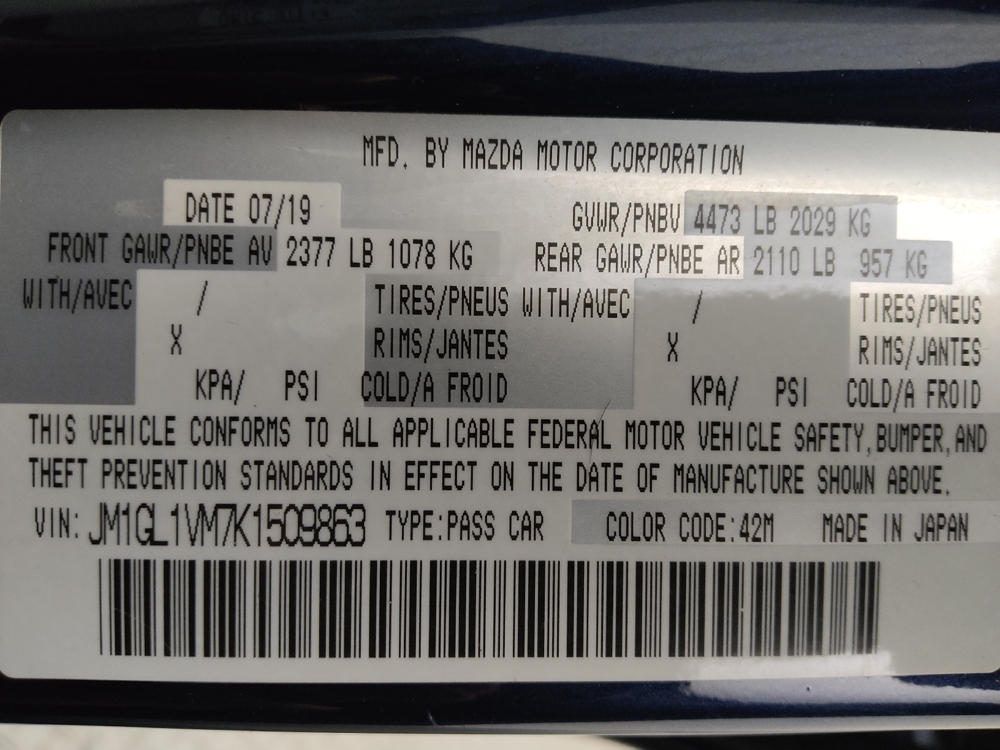 MFD. BY MAZDA MOTOR CORPORATION
DATE 07/19 GVWR/PNBV 4473 LB 2029 KG
FRONT GAWR/PNBE AV 2377 LB 1078 KG REAR GAWR/PNBE AR 2110 LB 957 KG
WITH/AVEC / TIRES/PNEUS WITH/AVEC / TIRES/PNEUS
X RIMS/JANTES X RIMS/JANTES
KPA/ PSI COLD/A FROID KPA/ PSI COLD/A FROID
THIS VEHICLE CONFORMS TO ALL APPLICABLE FEDERAL MOTOR VEHICLE SAFETY,BUMPER,AND
THEFT PREVENTION STANDARDS IN EFFECT ON THE DATE OF MANUFACTURE SHOWN ABOVE.
VIN: JM1GL1VM7K1509863 TYPE:PASS CAR COLOR CODE:42M MADE IN JAPAN